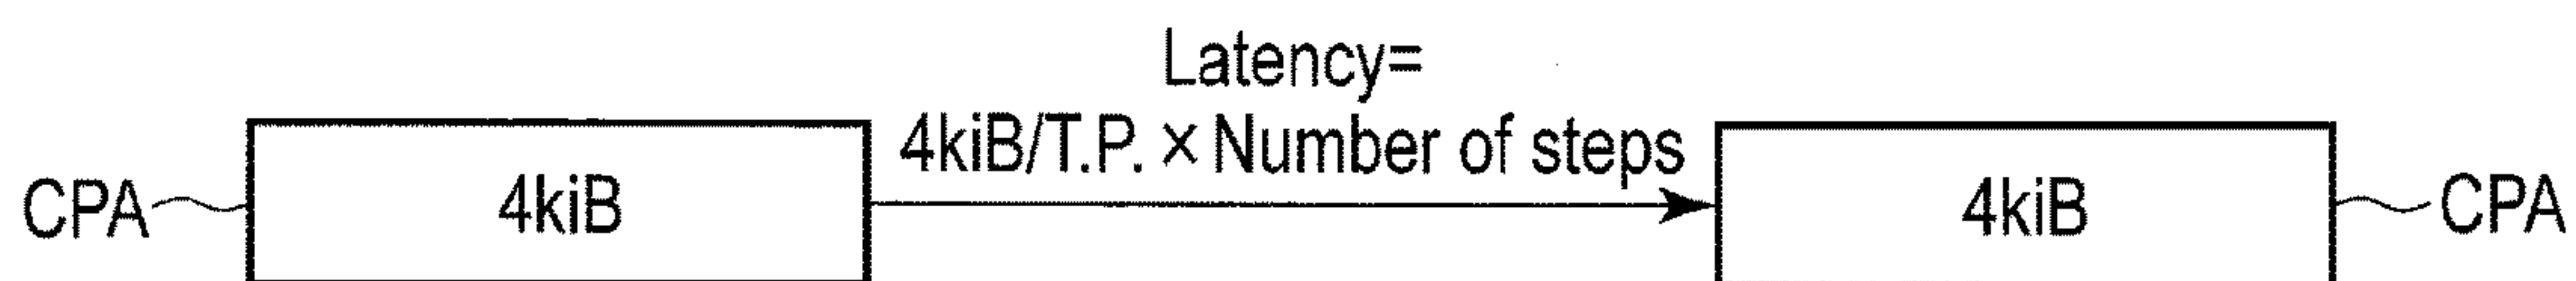 Latency=
4kiB/T.P. × Number of steps
CPA 4kiB 4kiB CPA